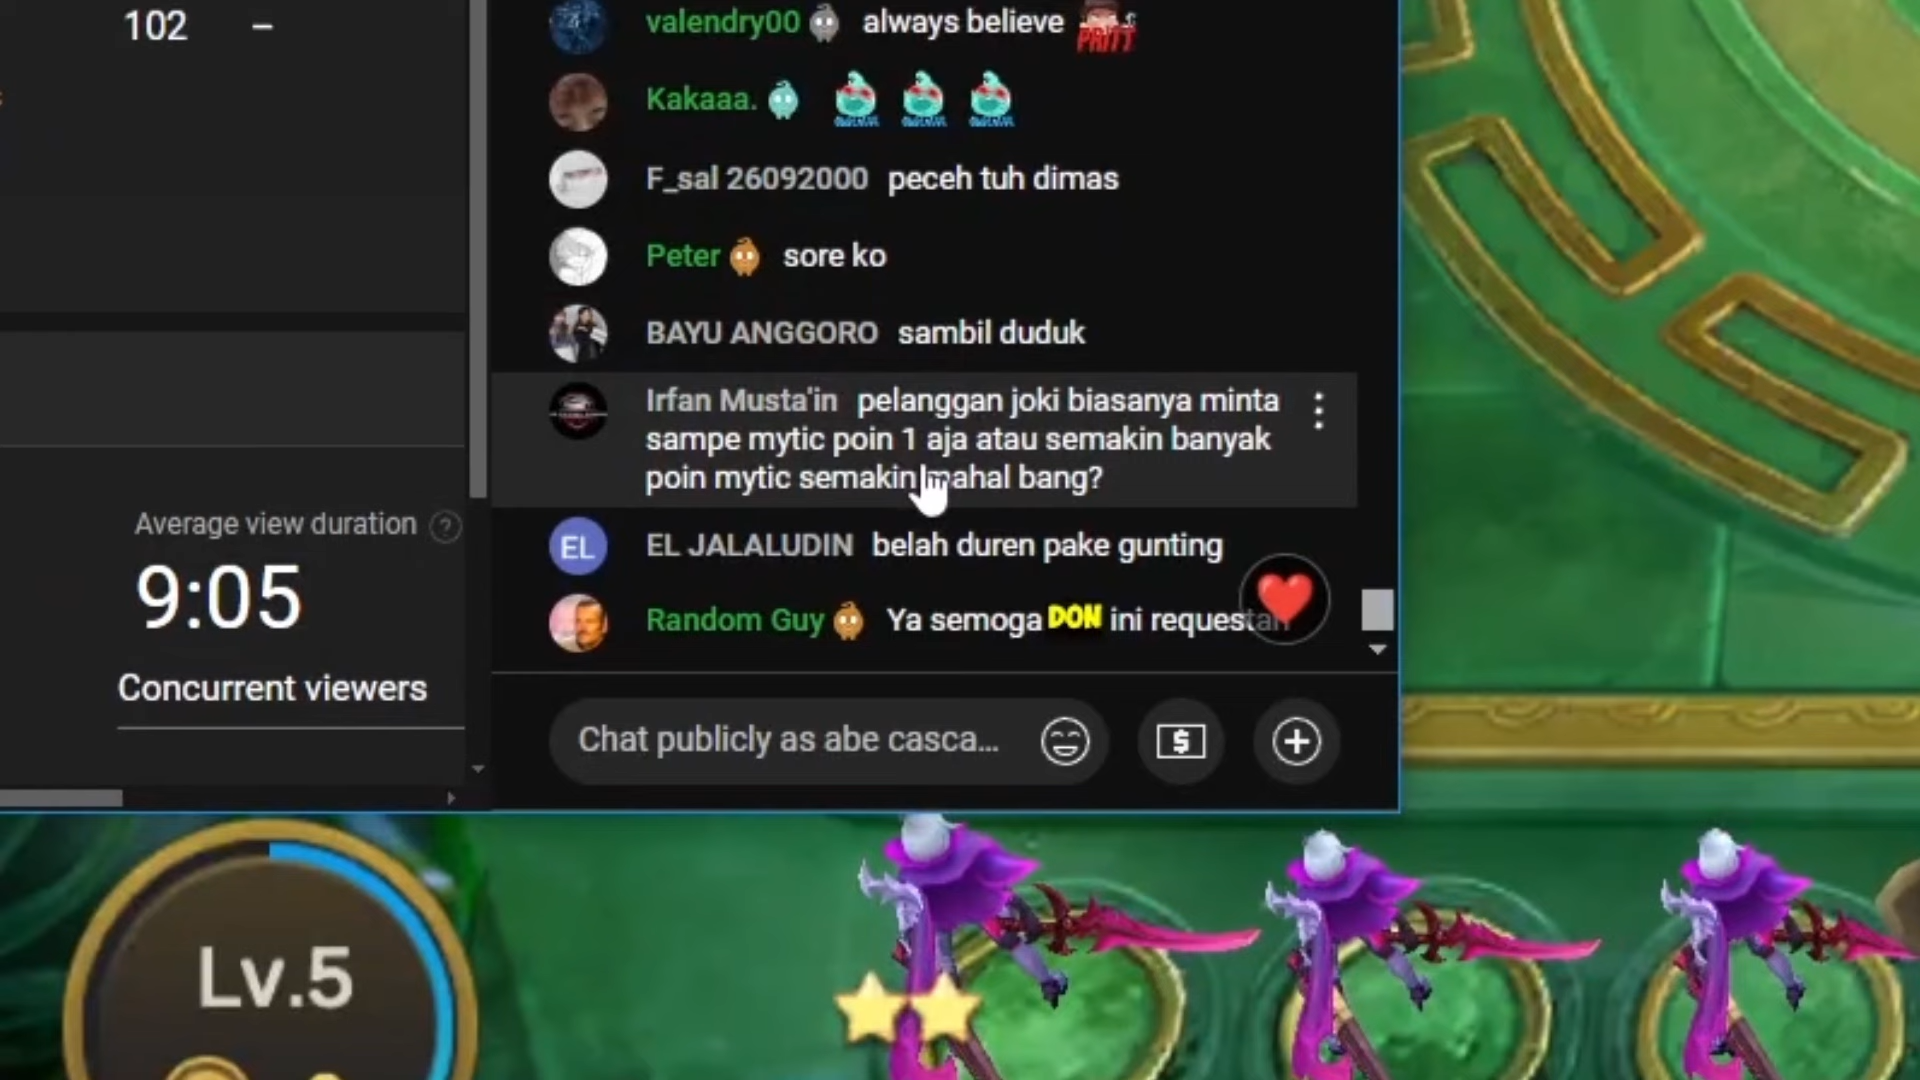 102 –
valendry00 always believe PRITT
Kakaaa.
F_sal 26092000 peceh tuh dimas
Peter sore ko
BAYU ANGGORO sambil duduk
Irfan Musta'in pelanggan joki biasanya minta
sampe mytic poin 1 aja atau semakin banyak
poin mytic semakin mahal bang?
Average view duration ?
9:05
EL EL JALALUDIN belah duren pake gunting
Random Guy Ya semoga DON ini requestan
Concurrent viewers
Chat publicly as abe casca...
$
Lv.5